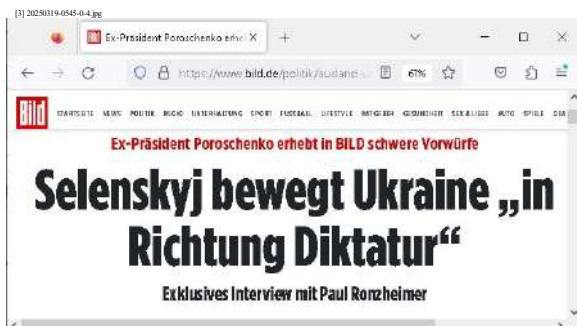 [3] 20250319-0545-0-4.jpg
Ex-Präsident Poroschenko erhel
https://www.bild.de/politik/ausland-u
67%
Bild
STARTSEITE NEWS POLITIK REGIO UNTERHALTUNG SPORT FUSSBALL LIFESTYLE RATGEBER GESUNDHEIT SEX & LIEBE AUTO SPIELE
Ex-Präsident Poroschenko erhebt in BILD schwere Vorwürfe
Selenskyj bewegt Ukraine „in
Richtung Diktatur“
Exklusives Interview mit Paul Ronzheimer